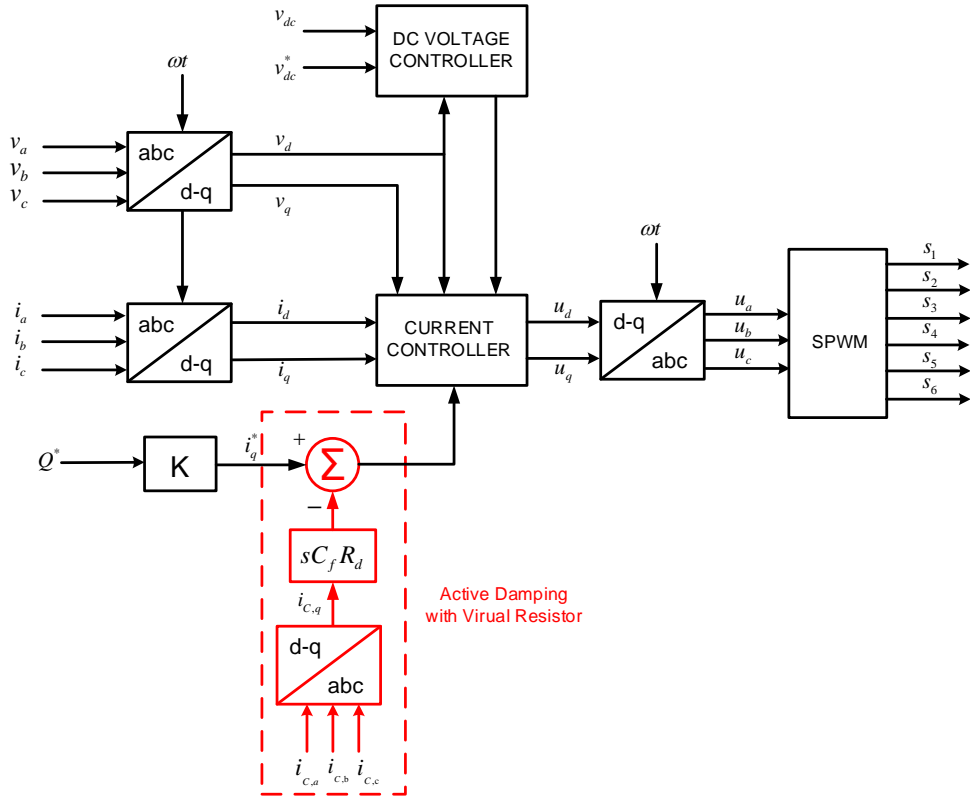 v_dc
DC VOLTAGE
CONTROLLER
v*_dc
ωt
v_a
v_b
v_c
abc
d-q
v_d
v_q
ωt
i_a
i_b
i_c
abc
d-q
i_d
i_q
CURRENT
CONTROLLER
u_d
u_q
d-q
abc
u_a
u_b
u_c
SPWM
s_1
s_2
s_3
s_4
s_5
s_6
Q*
K
i*_q
+
Σ
−
sC_f R_d
i_C,q
Active Damping
with Virual Resistor
d-q
abc
i_C,a i_C,b i_C,c